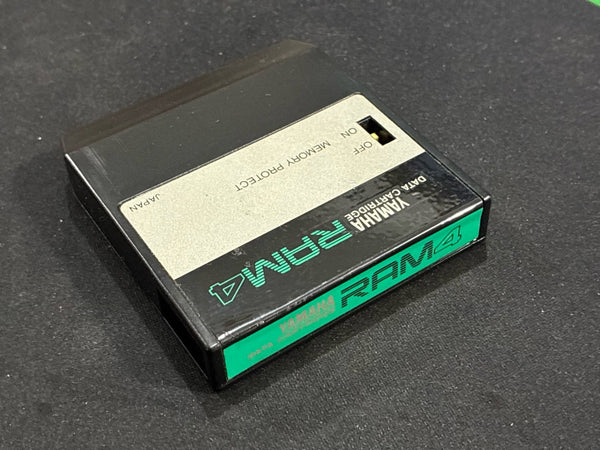 OFF
ON
MEMORY PROTECT
JAPAN
YAMAHA
DATA CARTRIDGE
RAM4
YAMAHA
RAM4